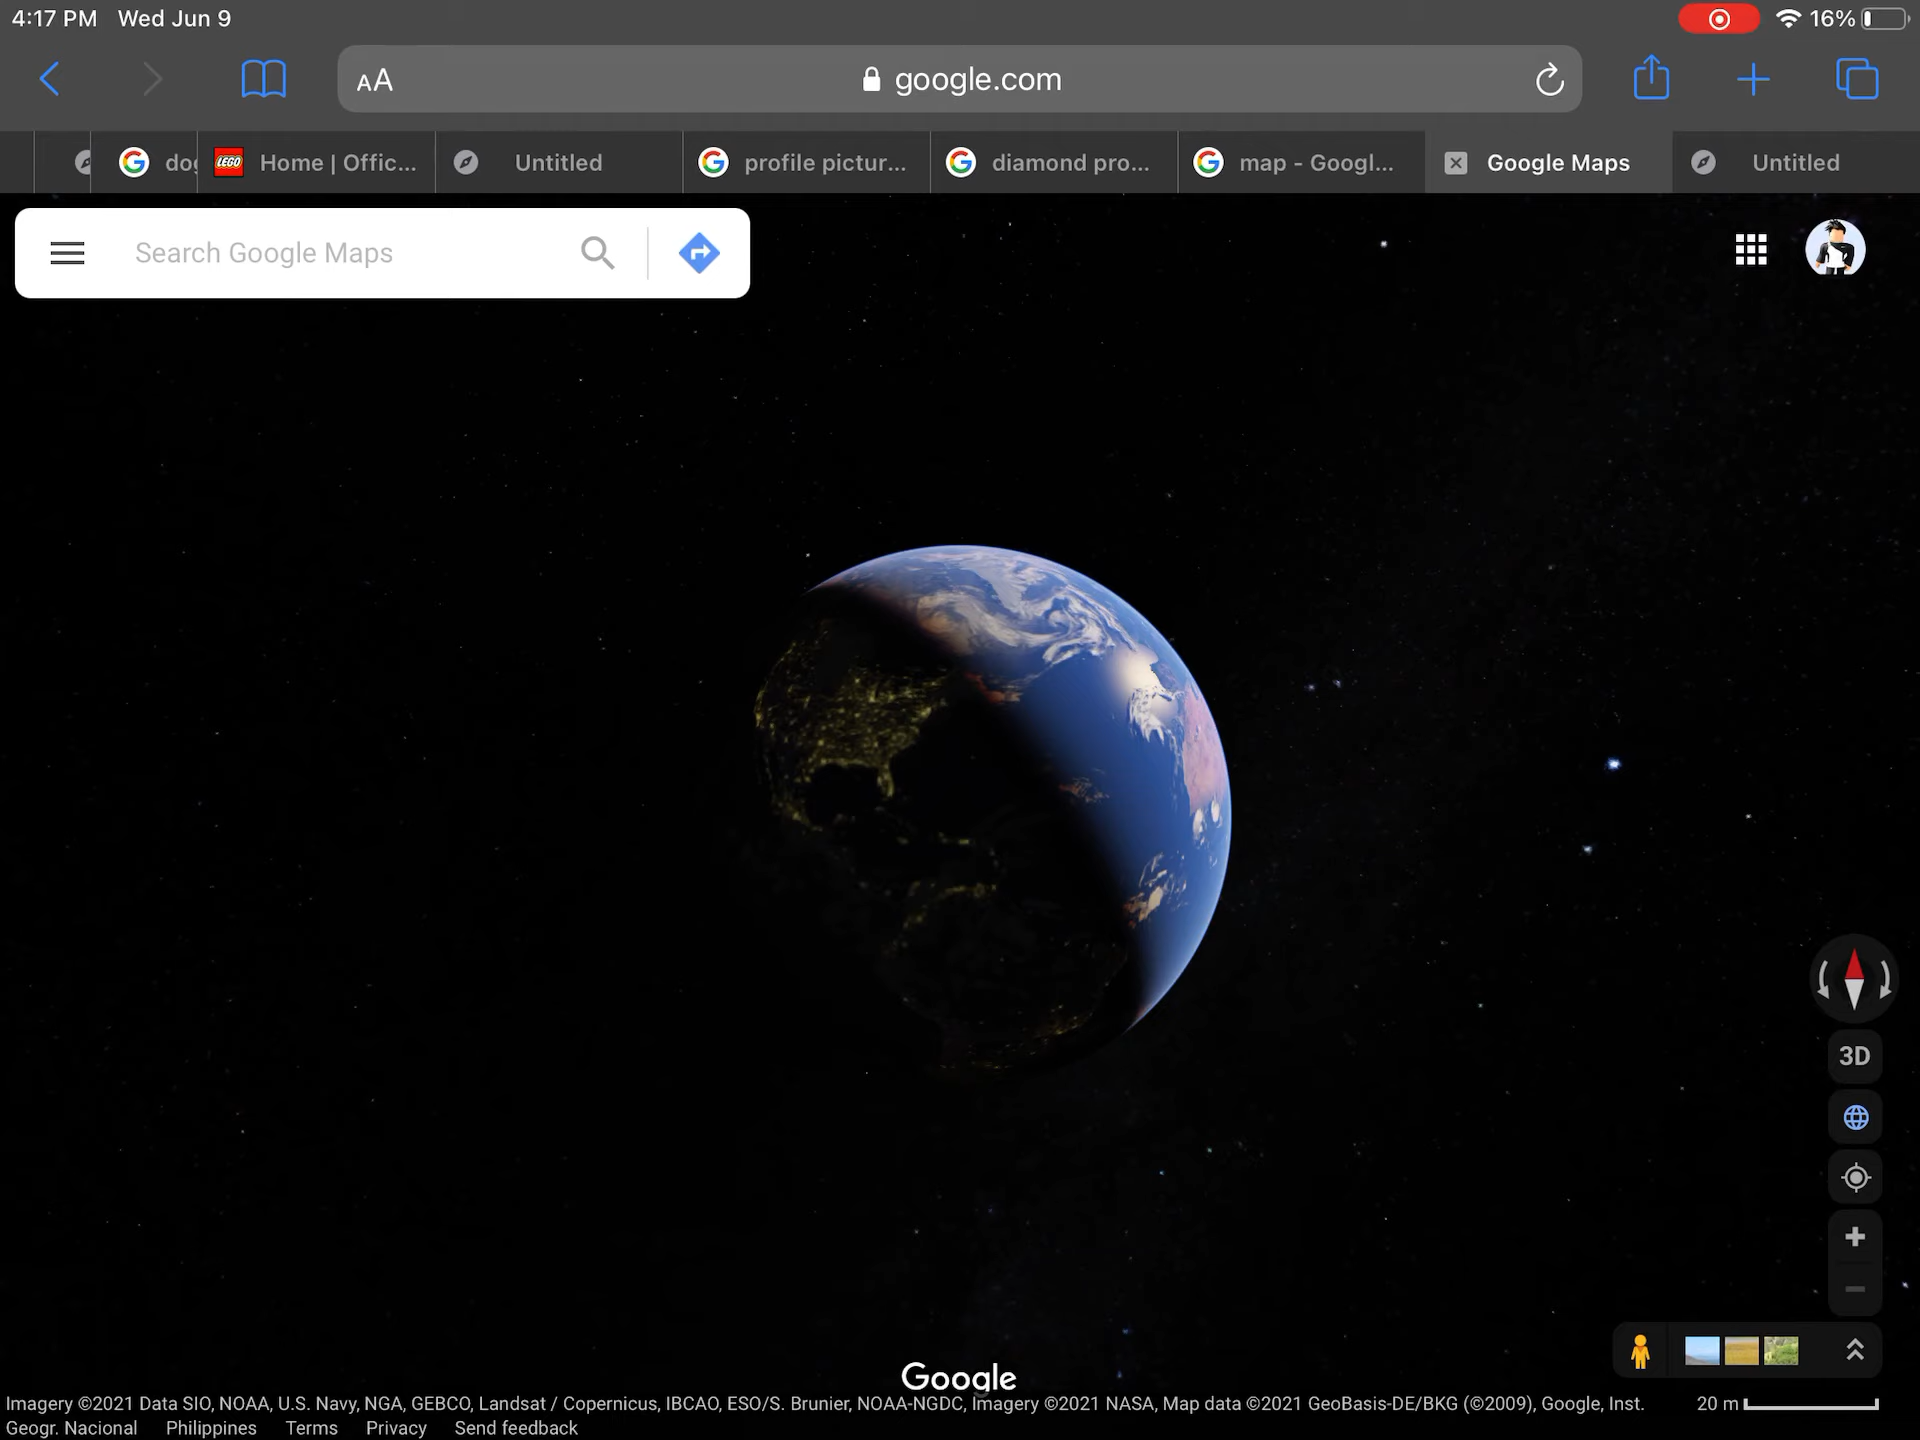 4:17 PM Wed Jun 9
16%
AA
google.com
Home | Offic...
Untitled
profile pictur...
diamond pro...
map - Googl...
Google Maps
Untitled
LEGO
Search Google Maps
3D
Google
Imagery ©2021 Data SIO, NOAA, U.S. Navy, NGA, GEBCO, Landsat / Copernicus, IBCAO, ESO/S. Brunier, NOAA-NGDC, Imagery ©2021 NASA, Map data ©2021 GeoBasis-DE/BKG (©2009), Google, Inst.
20 m
Geogr. Nacional Philippines Terms Privacy Send feedback